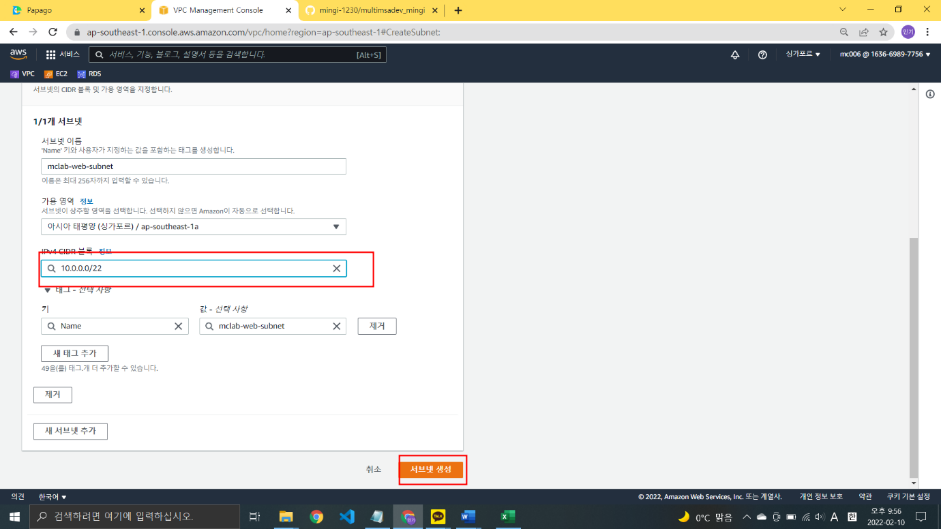 Papago
VPC Management Console
mingi-1230/multimsadev_mingi
ap-southeast-1.console.aws.amazon.com/vpc/home?region=ap-southeast-1#CreateSubnet:
민기
aws
서비스
서비스, 기능, 블로그, 설명서 등을 검색합니다.
[Alt+S]
싱가포르
mc006 @ 1636-6989-7756
VPC
EC2
RDS
서브넷의 CIDR 블록 및 가용 영역을 지정합니다.
1/1개 서브넷
서브넷 이름
'Name' 키와 사용자가 지정하는 값을 포함하는 태그를 생성합니다.
mclab-web-subnet
이름은 최대 256자까지 입력할 수 있습니다.
가용 영역 정보
서브넷이 상주할 영역을 선택합니다. 선택하지 않으면 Amazon이 자동으로 선택합니다.
아시아 태평양 (싱가포르) / ap-southeast-1a
IPv4 CIDR 블록 정보
10.0.0.0/22
태그 - 선택 사항
키
값 - 선택 사항
Name
mclab-web-subnet
제거
새 태그 추가
49을(를) 태그.개 더 추가할 수 있습니다.
제거
새 서브넷 추가
취소
서브넷 생성
의견
한국어
© 2022, Amazon Web Services, Inc. 또는 계열사.
개인 정보 보호
약관
쿠키 기본 설정
검색하려면 여기에 입력하십시오.
0°C 맑음
A
한
오후 9:56
2022-02-10